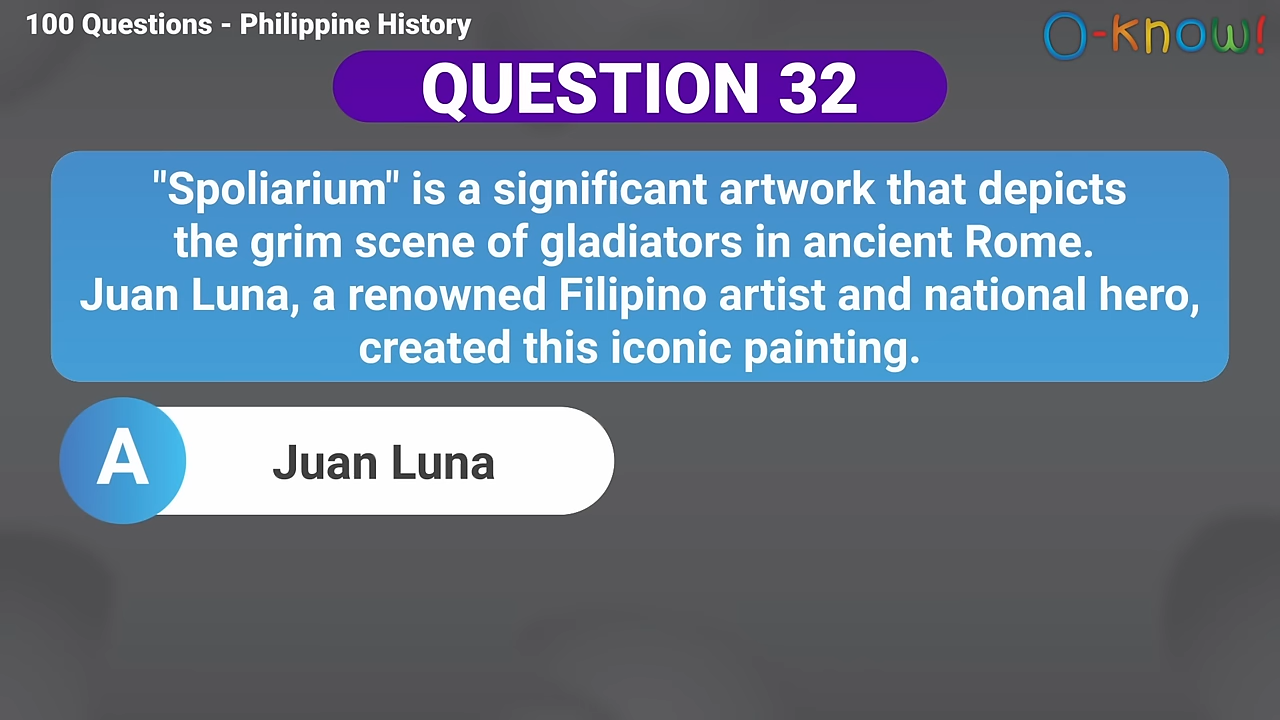 100 Questions - Philippine History
O-know!
QUESTION 32
"Spoliarium" is a significant artwork that depicts
the grim scene of gladiators in ancient Rome.
Juan Luna, a renowned Filipino artist and national hero,
created this iconic painting.
A
Juan Luna